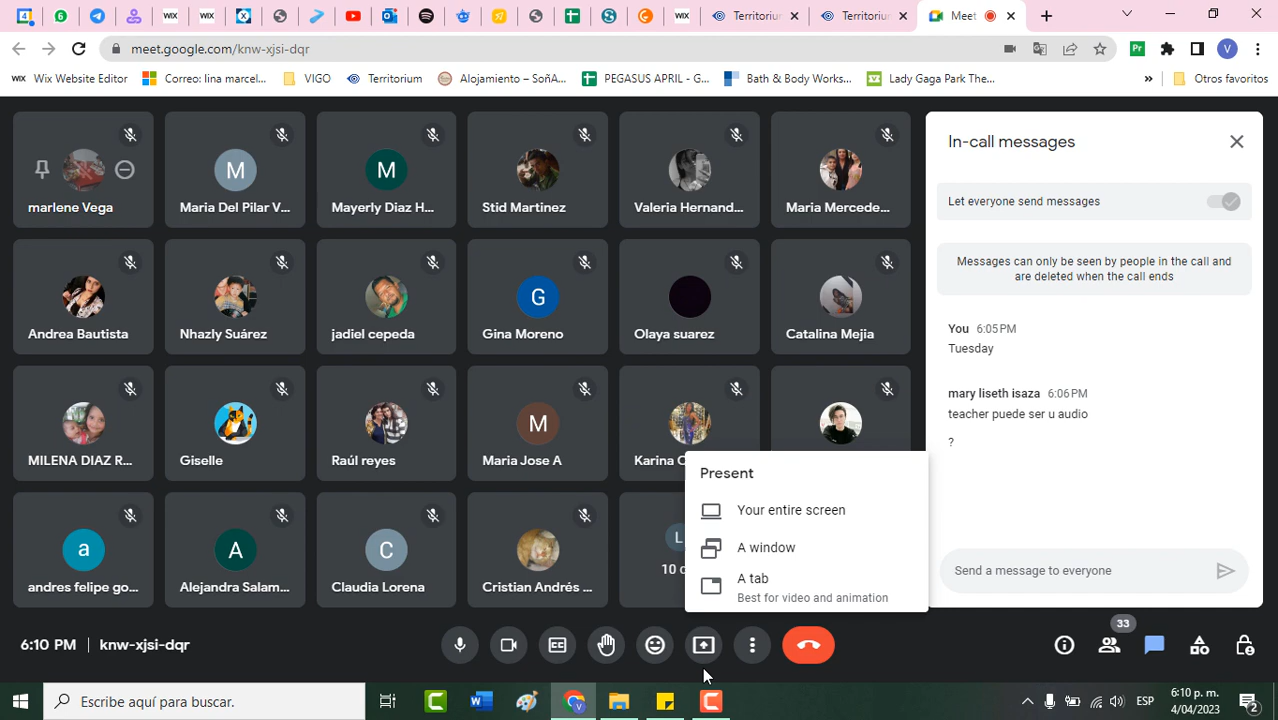 Territoriur
Territoriur
Meet
meet.google.com/knw-xjsi-dqr
Wix Website Editor
Correo: lina marcel...
VIGO
Territorium
Alojamiento – SoñA...
PEGASUS APRIL - G...
Bath & Body Works...
Lady Gaga Park The...
»
Otros favoritos
marlene Vega
M
Maria Del Pilar V...
M
Mayerly Diaz H...
Stid Martinez
Valeria Hernand...
Maria Mercede...
Andrea Bautista
Nhazly Suárez
jadiel cepeda
G
Gina Moreno
Olaya suarez
Catalina Mejia
MILENA DIAZ R...
Giselle
Raúl reyes
M
Maria Jose A
Karina C
a
andres felipe go...
A
Alejandra Salam...
C
Claudia Lorena
Cristian Andrés ...
L
10 o
Present
Your entire screen
A window
A tab
Best for video and animation
In-call messages
Let everyone send messages
Messages can only be seen by people in the call and
are deleted when the call ends
You 6:05 PM
Tuesday
mary liseth isaza 6:06 PM
teacher puede ser u audio
?
Send a message to everyone
6:10 PM | knw-xjsi-dqr
33
Escribe aquí para buscar.
ESP
6:10 p. m.
4/04/2023
2